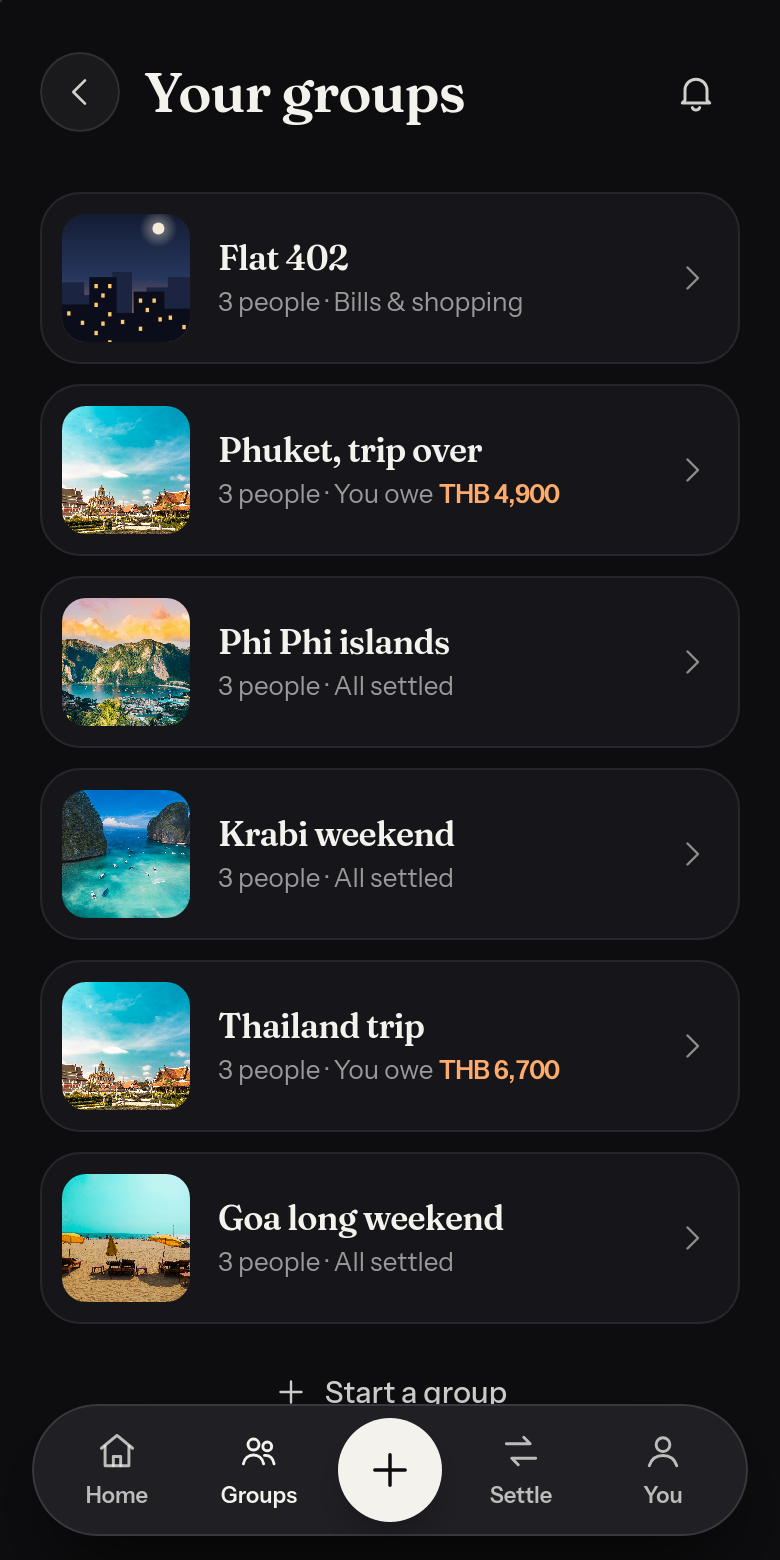 Your groups
Flat 402
3 people · Bills & shopping
Phuket, trip over
3 people · You owe THB 4,900
Phi Phi islands
3 people · All settled
Krabi weekend
3 people · All settled
Thailand trip
3 people · You owe THB 6,700
Goa long weekend
3 people · All settled
Start a group
Home
Groups
Settle
You